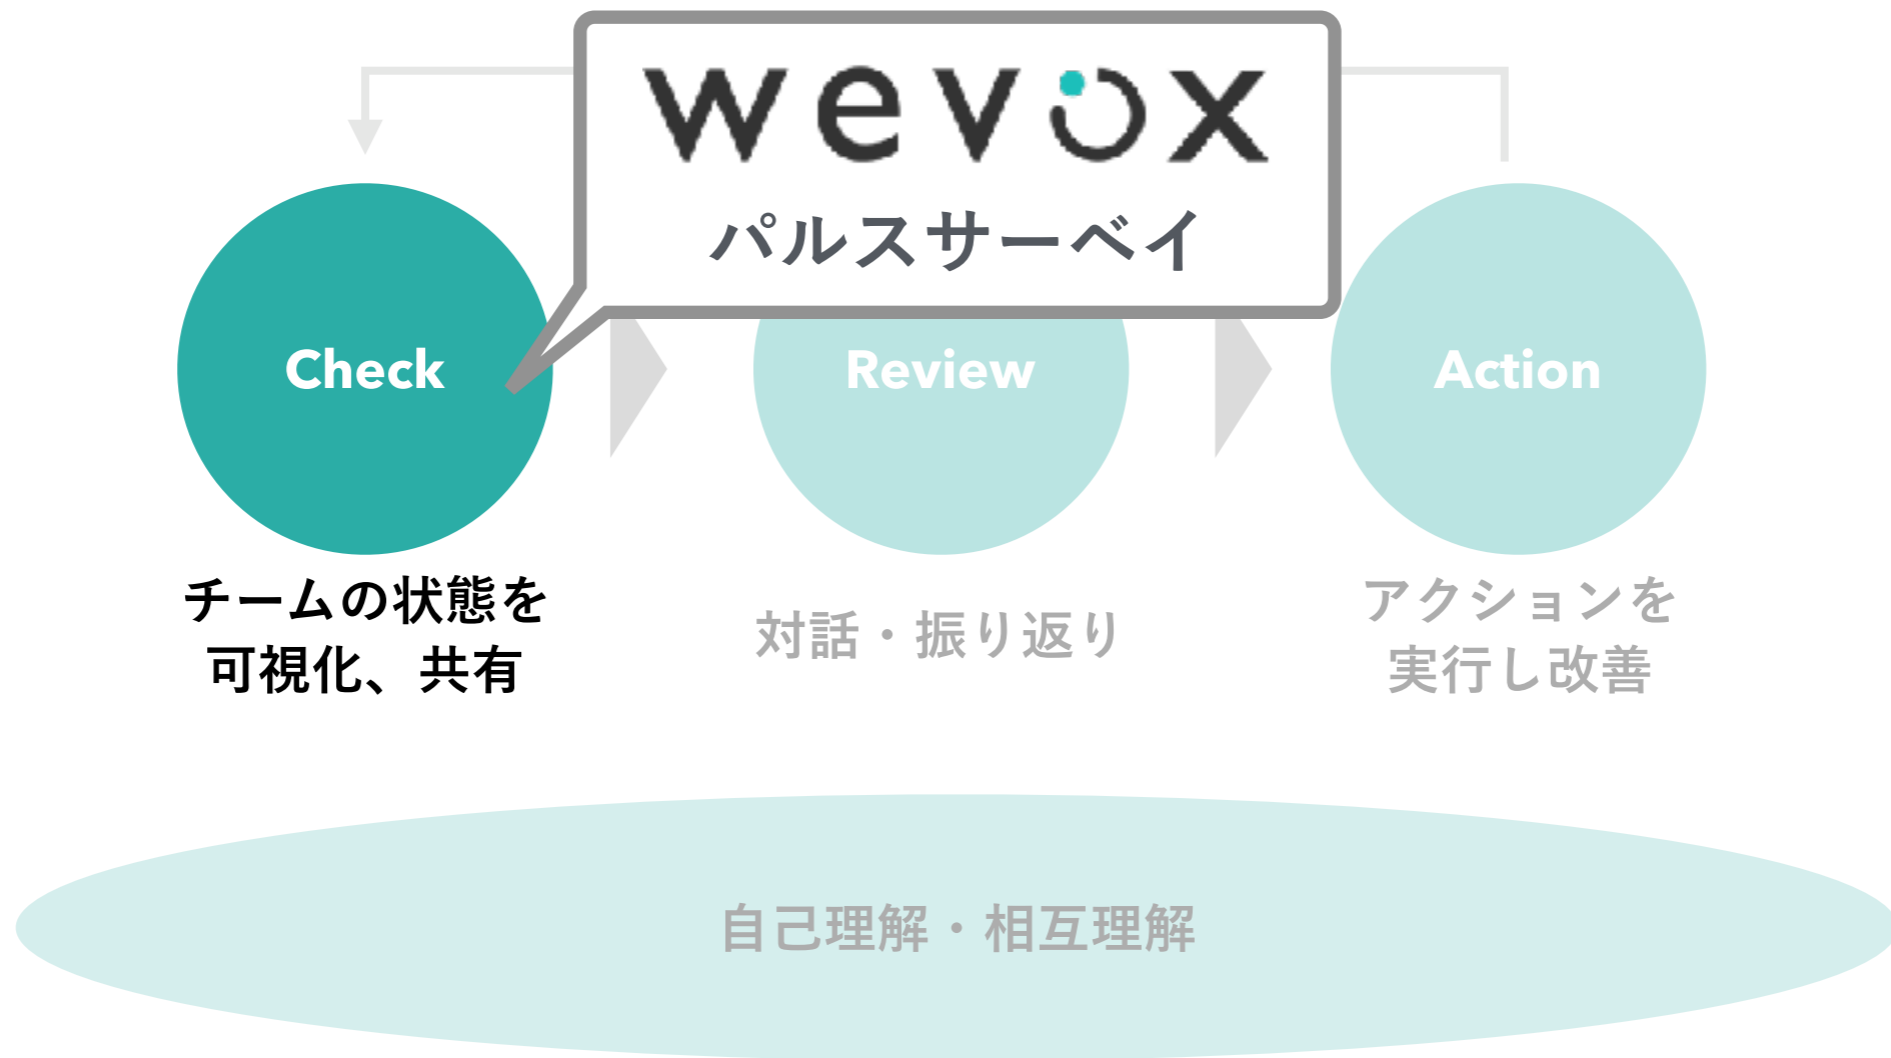 wevox
パルスサーベイ
Check
Review
Action
チームの状態を
可視化、共有
対話・振り返り
アクションを
実行し改善
自己理解・相互理解